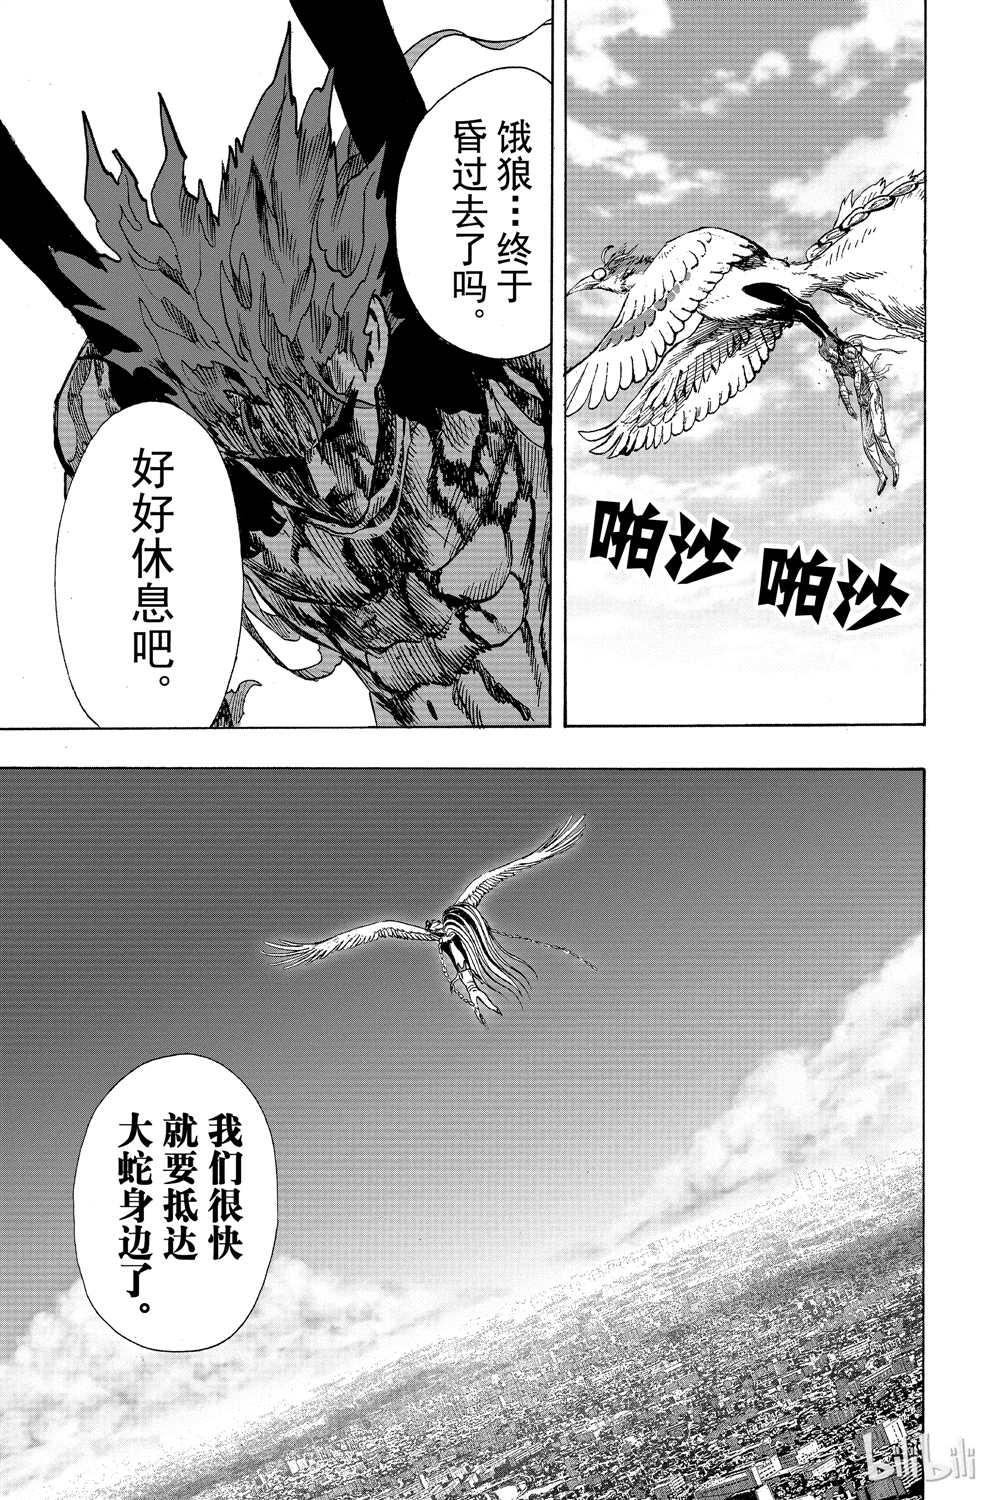 啪沙 啪沙
饿狼…终于
昏过去了吗。
好好休息吧。
我们很快
就要抵达
大蛇身边了。
bilibili